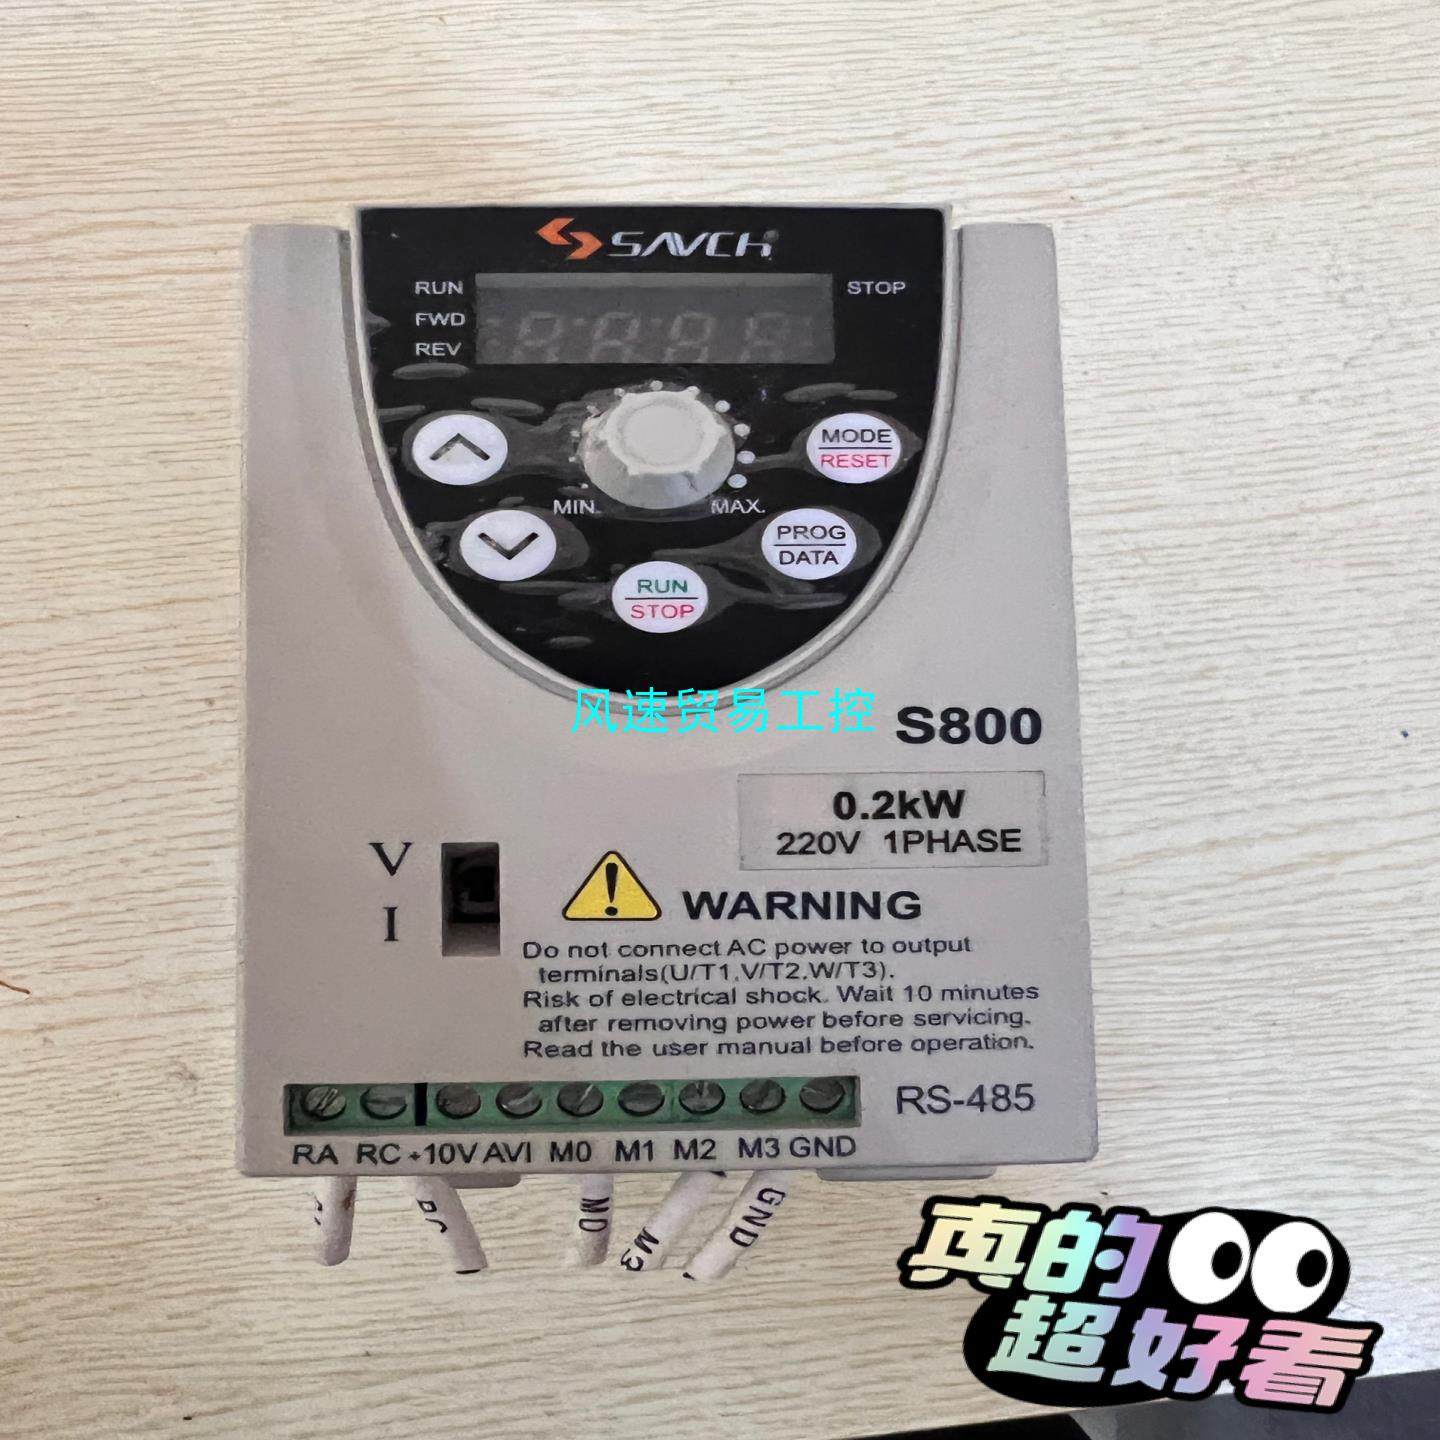 SAVCH
RUN
STOP
FWD
REV
MODE
RESET
MIN.
MAX.
PROG
DATA
RUN
STOP
风速贸易工控
S800
0.2kW
220V 1PHASE
V
I
WARNING
Do not connect AC power to output
terminals(U/T1,V/T2,W/T3).
Risk of electrical shock. Wait 10 minutes
after removing power before servicing.
Read the user manual before operation.
RS-485
RA RC +10V AVI M0 M1 M2 M3 GND
M0
M3
GND
真的
超好看